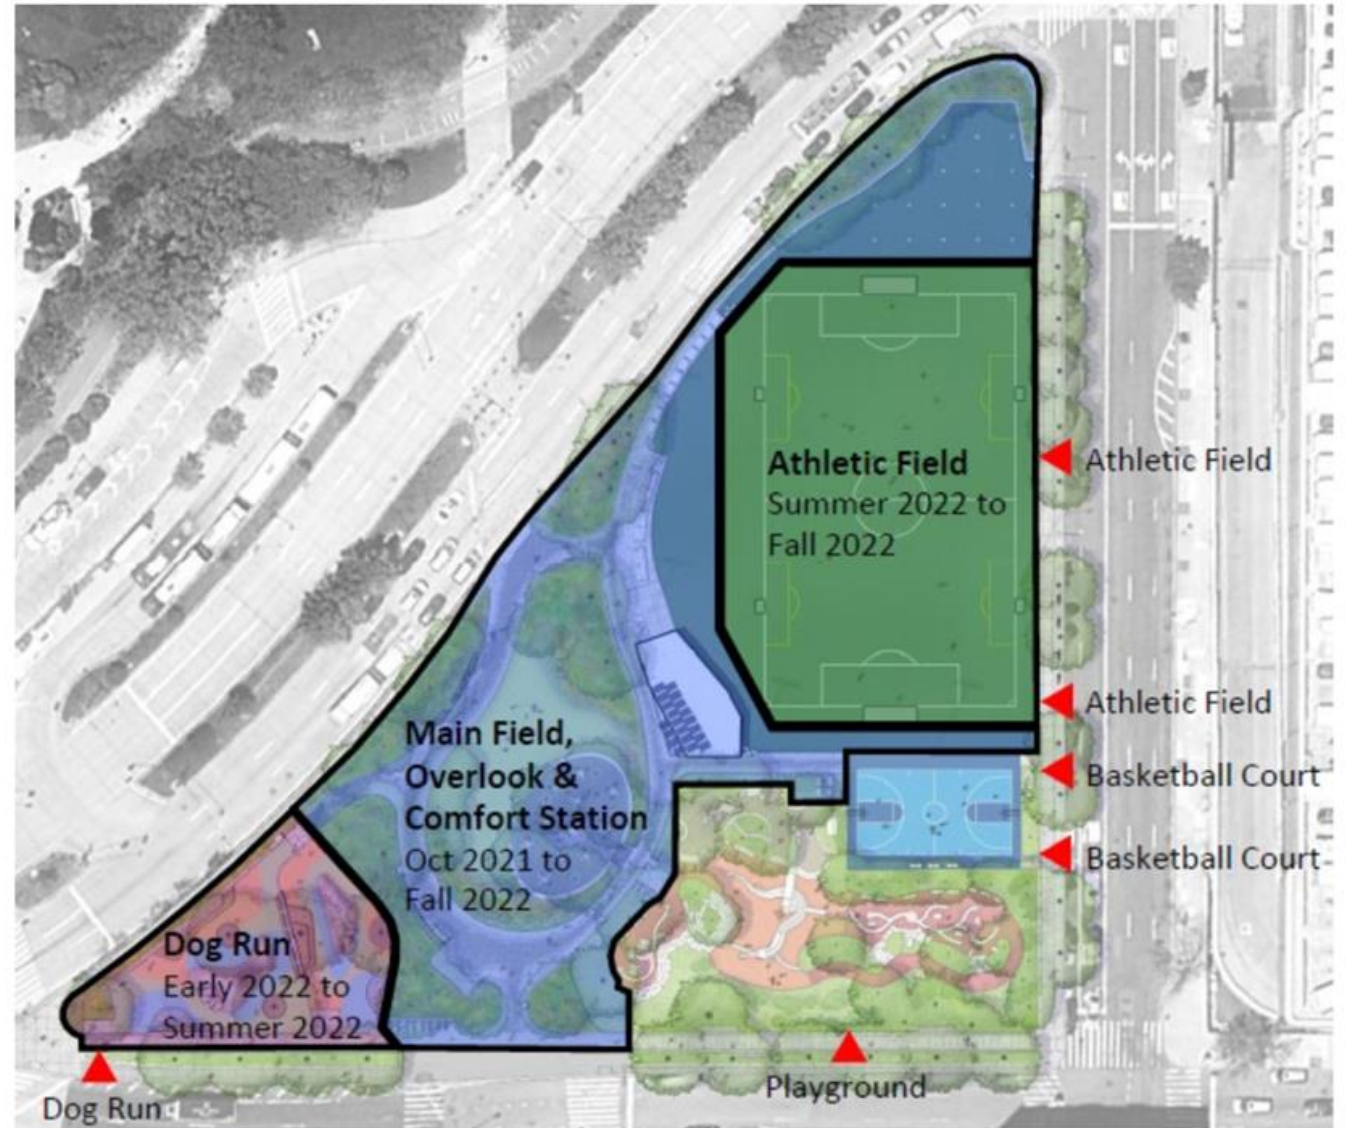 Athletic Field
Summer 2022 to
Fall 2022
Athletic Field
Athletic Field
Main Field,
Overlook &
Comfort Station
Oct 2021 to
Fall 2022
Basketball Court
Basketball Court
Dog Run
Early 2022 to
Summer 2022
Playground
Dog Run